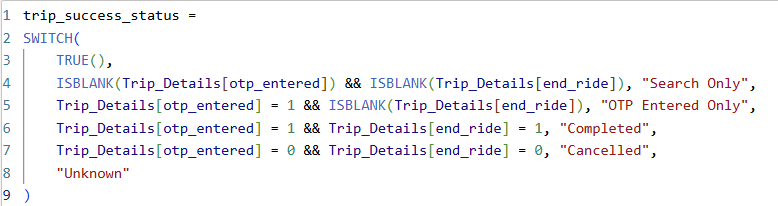 1 trip_success_status =
2 SWITCH(
3 TRUE(),
4 ISBLANK(Trip_Details[otp_entered]) && ISBLANK(Trip_Details[end_ride]), "Search Only",
5 Trip_Details[otp_entered] = 1 && ISBLANK(Trip_Details[end_ride]), "OTP Entered Only",
6 Trip_Details[otp_entered] = 1 && Trip_Details[end_ride] = 1, "Completed",
7 Trip_Details[otp_entered] = 0 && Trip_Details[end_ride] = 0, "Cancelled",
8 "Unknown"
9 )